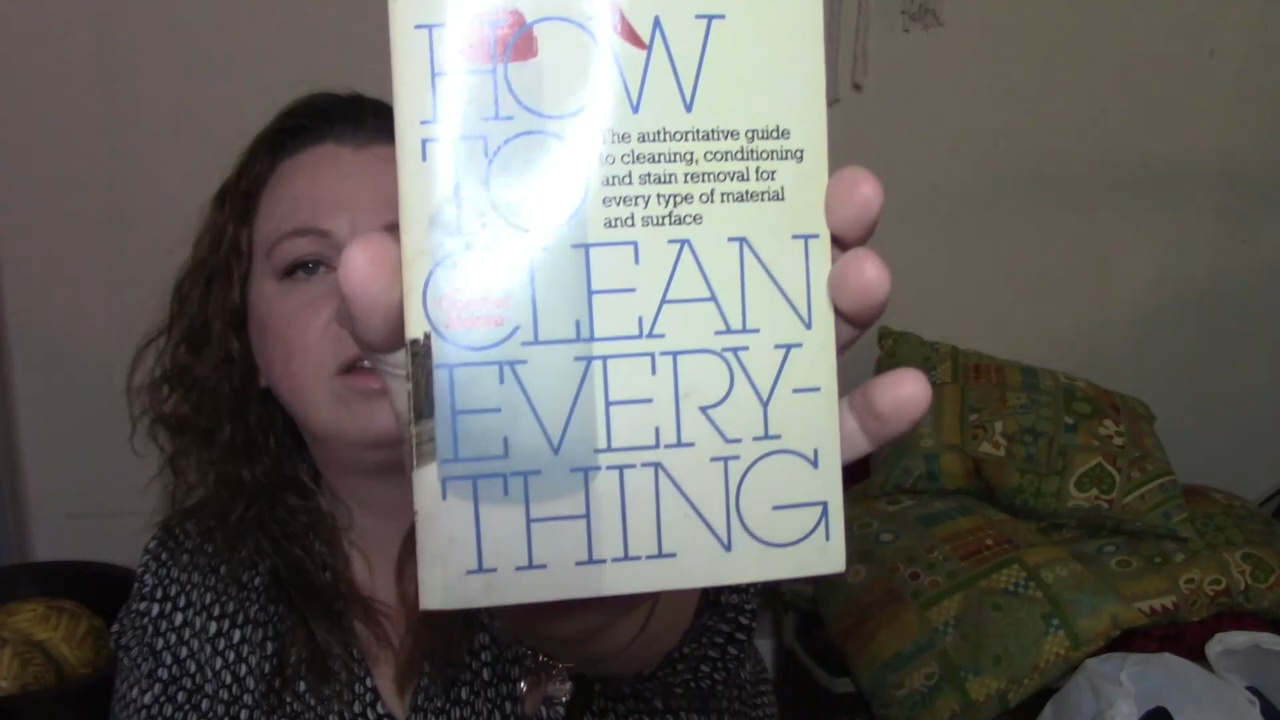 HOW
TO
The authoritative guide
to cleaning, conditioning
and stain removal for
every type of material
and surface
CLEAN
EVERY-
THING